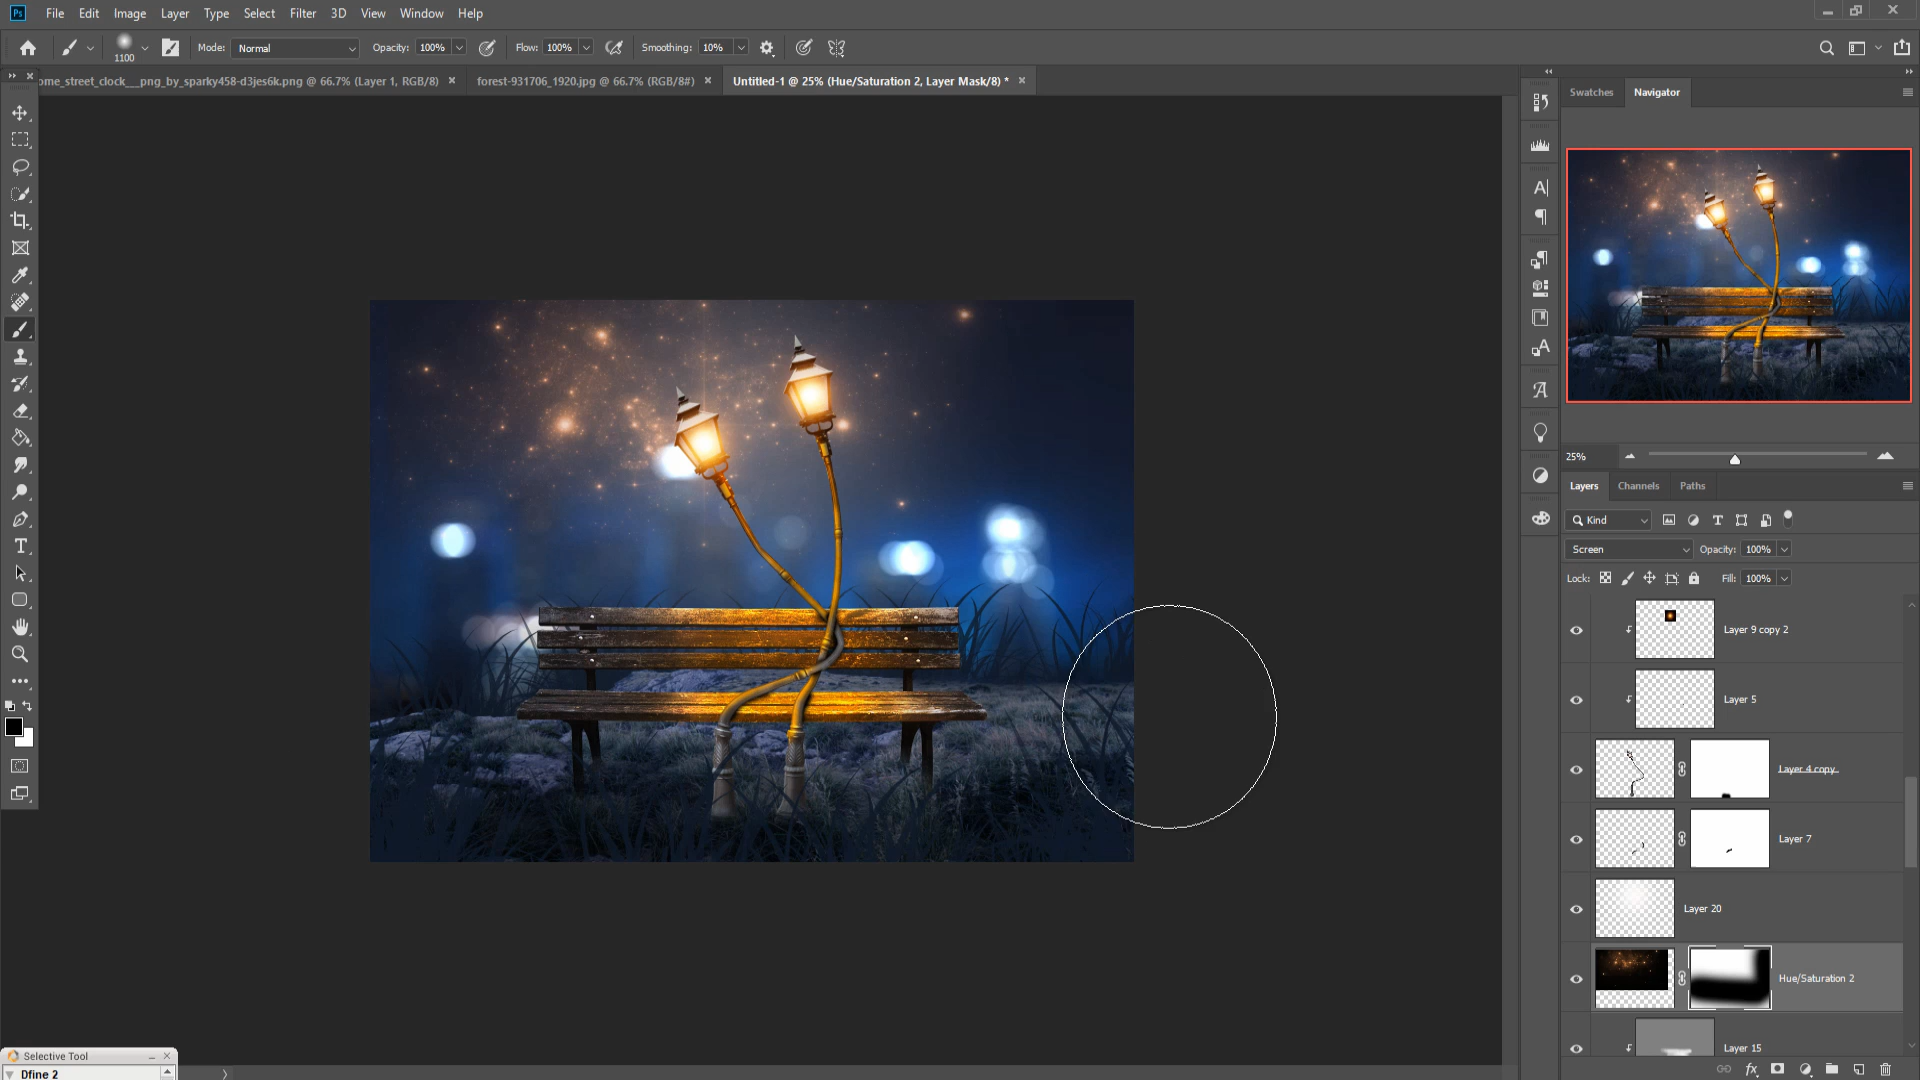 Ps File Edit Image Layer Type Select Filter 3D View Window Help
1100 Mode: Normal Opacity: 100% Flow: 100% Smoothing: 10%
ome_street_clock___png_by_sparky458-d3jes6k.png @ 66.7% (Layer 1, RGB/8) × forest-931706_1920.jpg @ 66.7% (RGB/8#) × Untitled-1 @ 25% (Hue/Saturation 2, Layer Mask/8) * ×
Swatches Navigator
25%
Layers Channels Paths
Kind
Screen Opacity: 100%
Lock: Fill: 100%
Layer 9 copy 2
Layer 5
Layer 4 copy
Layer 7
Layer 20
Hue/Saturation 2
Layer 15
Selective Tool
Dfine 2